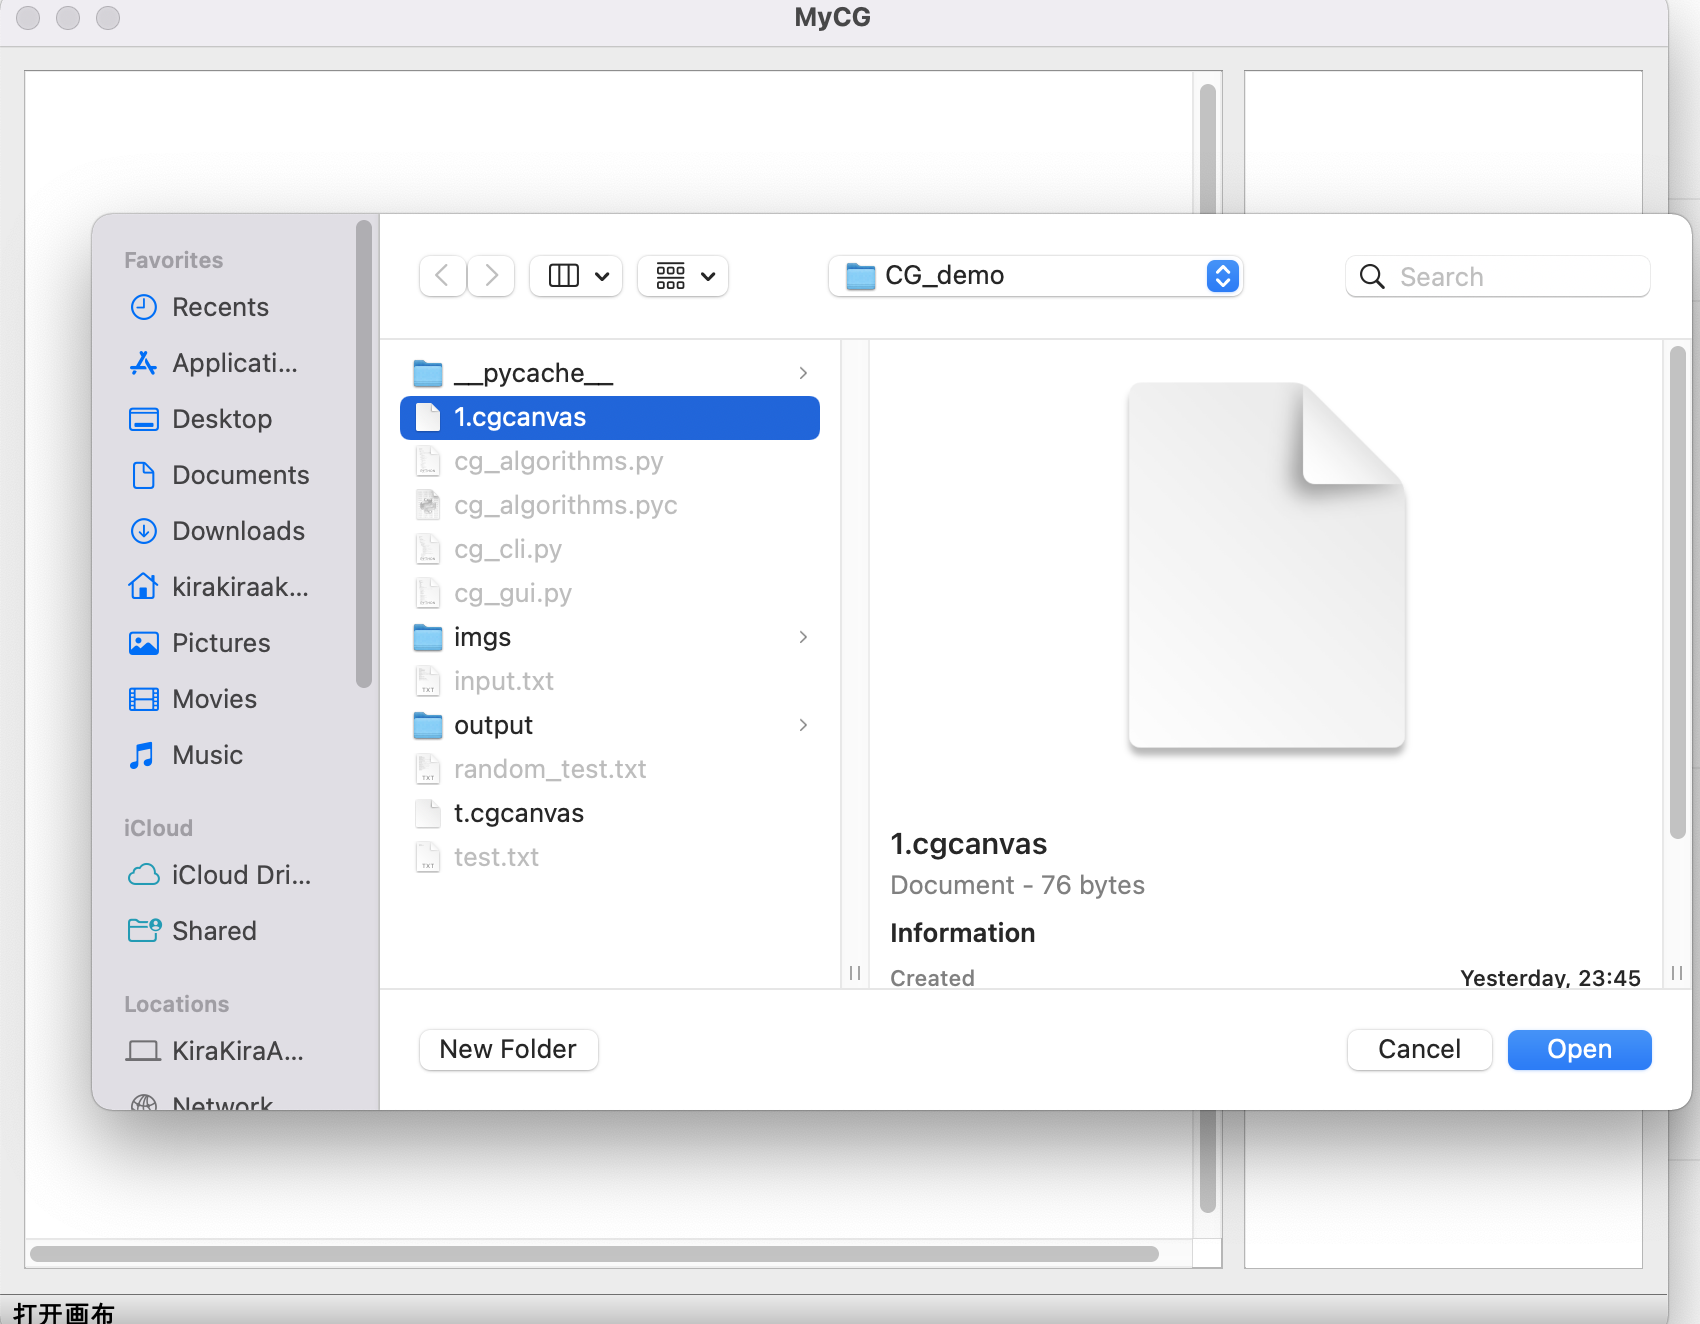 MyCG
Favorites
Recents
Applicati...
Desktop
Documents
Downloads
kirakiraak...
Pictures
Movies
Music
iCloud
iCloud Dri...
Shared
Locations
KiraKiraA...
Network
CG_demo
Search
__pycache__
1.cgcanvas
cg_algorithms.py
cg_algorithms.pyc
cg_cli.py
cg_gui.py
imgs
input.txt
output
random_test.txt
t.cgcanvas
test.txt
1.cgcanvas
Document - 76 bytes
Information
Created Yesterday, 23:45
New Folder
Cancel
Open
打开画布